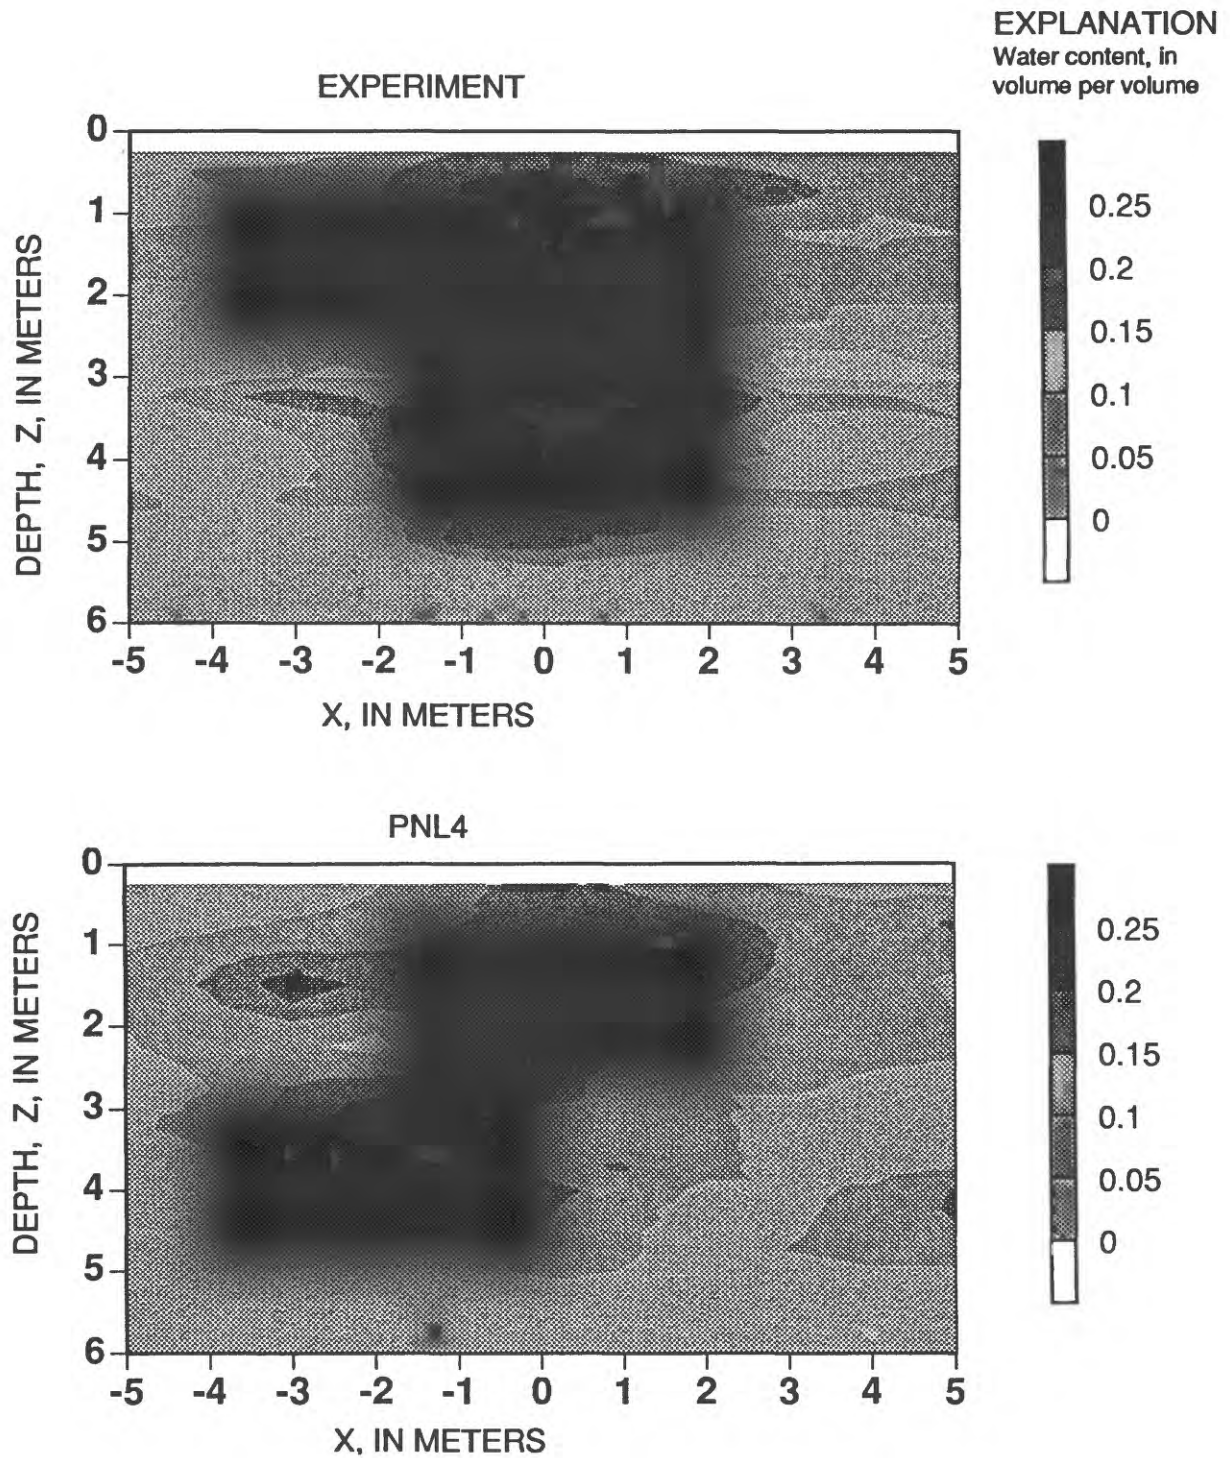 EXPLANATION
Water content, in
volume per volume
EXPERIMENT
0
1
2
3
4
5
6
DEPTH, Z, IN METERS
-5 -4 -3 -2 -1 0 1 2 3 4 5
X, IN METERS
0.25
0.2
0.15
0.1
0.05
0
PNL4
0
1
2
3
4
5
6
DEPTH, Z, IN METERS
-5 -4 -3 -2 -1 0 1 2 3 4 5
X, IN METERS
0.25
0.2
0.15
0.1
0.05
0